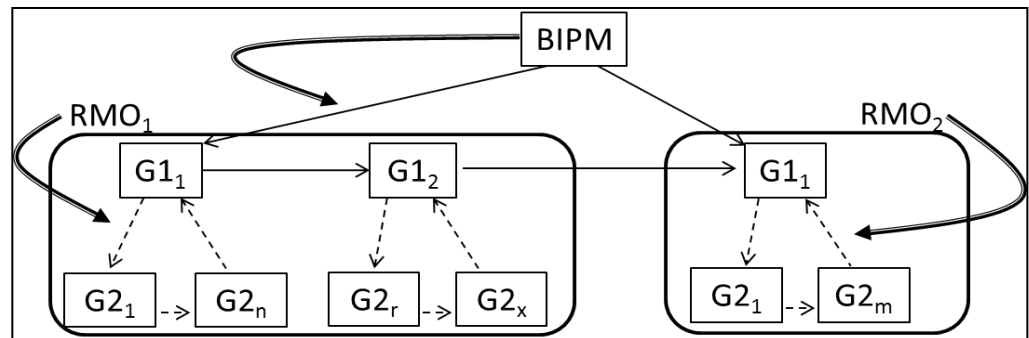 BIPM
RMO₁ RMO₂
G1₁ G1₂ G1₁
G2₁ G2ₙ G2ᵣ G2ₓ G2₁ G2ₘ